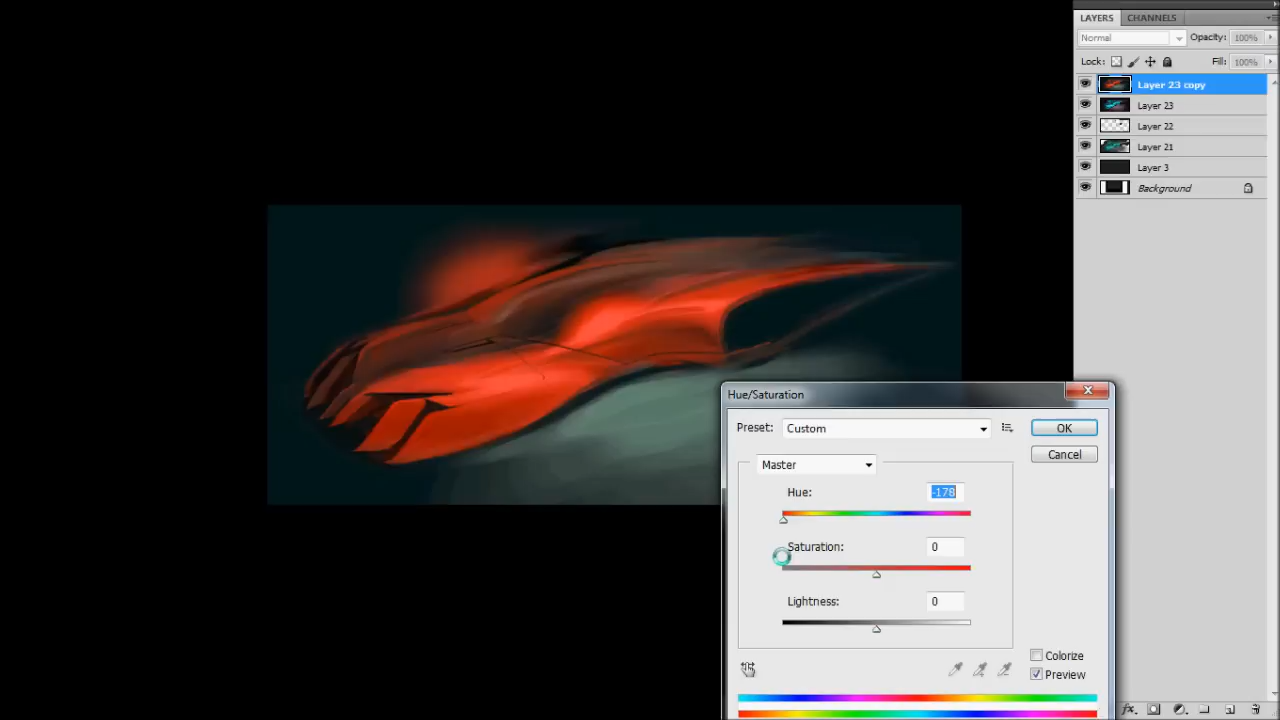 LAYERS CHANNELS
Normal Opacity: 100%
Lock: Fill: 100%
Layer 23 copy
Layer 23
Layer 22
Layer 21
Layer 3
Background
Hue/Saturation
Preset: Custom OK
Master Cancel
Hue: -178
Saturation: 0
Lightness: 0
Colorize
Preview
fx